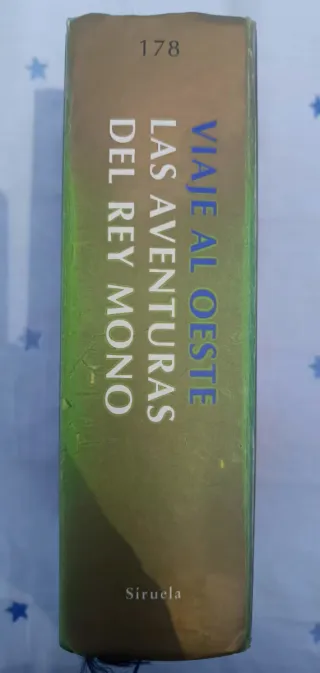 178
VIAJE AL OESTE
LAS AVENTURAS
DEL REY MONO
Siruela